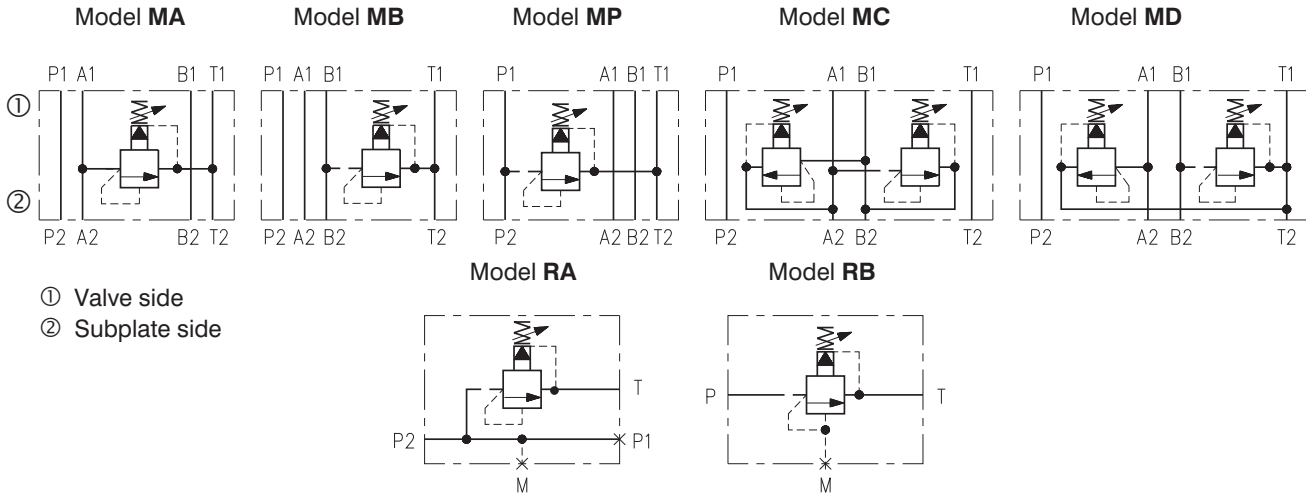 Model MA Model MB Model MP Model MC Model MD
P1 A1 B1 T1 P1 A1 B1 T1 P1 A1 B1 T1 P1 A1 B1 T1 P1 A1 B1 T1
①
②
P2 A2 B2 T2 P2 A2 B2 T2 P2 A2 B2 T2 P2 A2 B2 T2 P2 A2 B2 T2
Model RA Model RB
① Valve side
② Subplate side
T P T
P2 P1
M M